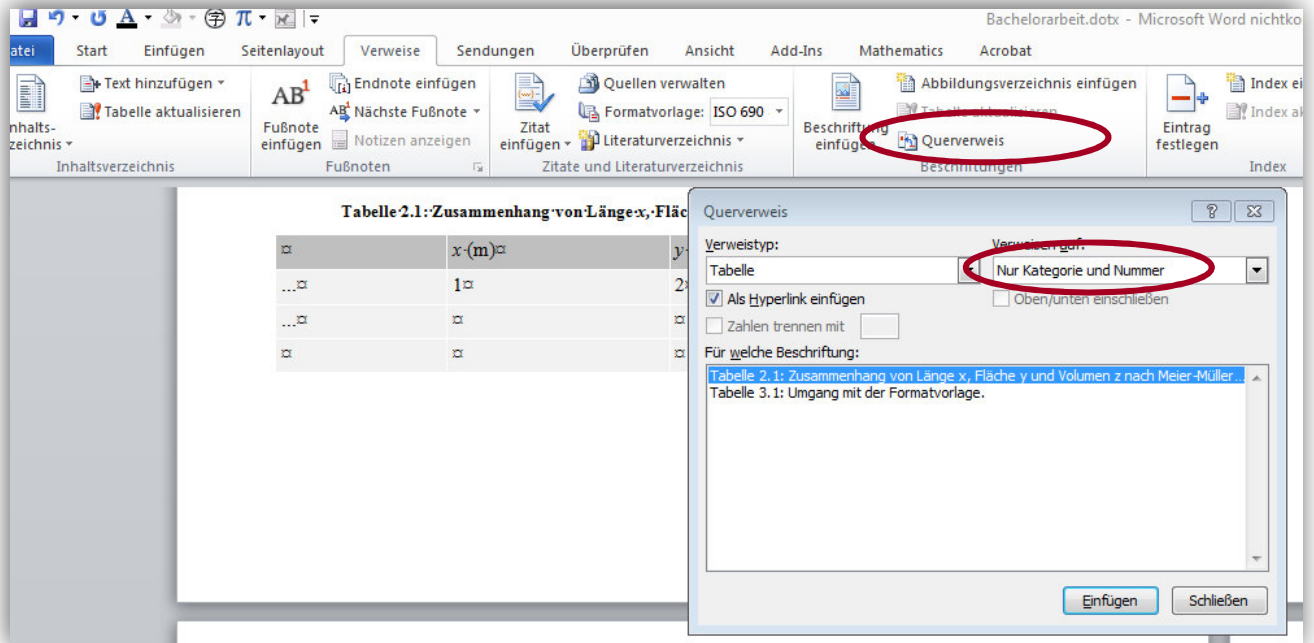 Bachelorarbeit.dotx - Microsoft Word nichtko
atei Start Einfügen Seitenlayout Verweise Sendungen Überprüfen Ansicht Add-Ins Mathematics Acrobat
Text hinzufügen
Tabelle aktualisieren
nhalts-
zeichnis
Inhaltsverzeichnis
AB1
Fußnote
einfügen
Endnote einfügen
Nächste Fußnote
Notizen anzeigen
Fußnoten
Zitat
einfügen
Quellen verwalten
Formatvorlage: ISO 690
Literaturverzeichnis
Zitate und Literaturverzeichnis
Beschriftung
einfügen
Abbildungsverzeichnis einfügen
Tabelle aktualisieren
Querverweis
Beschriftungen
Eintrag
festlegen
Index ei
Index ak
Index
Tabelle·2.1:·Zusammenhang·von·Länge·x,·Fläc
¤ x·(m)¤ y·
...¤ 1¤ 2¤
...¤ ¤ ¤
¤ ¤ ¤
Querverweis
Verweistyp: Verweisen auf:
Tabelle Nur Kategorie und Nummer
Als Hyperlink einfügen Oben/unten einschließen
Zahlen trennen mit
Für welche Beschriftung:
Tabelle 2.1: Zusammenhang von Länge x, Fläche y und Volumen z nach Meier-Müller...
Tabelle 3.1: Umgang mit der Formatvorlage.
Einfügen Schließen